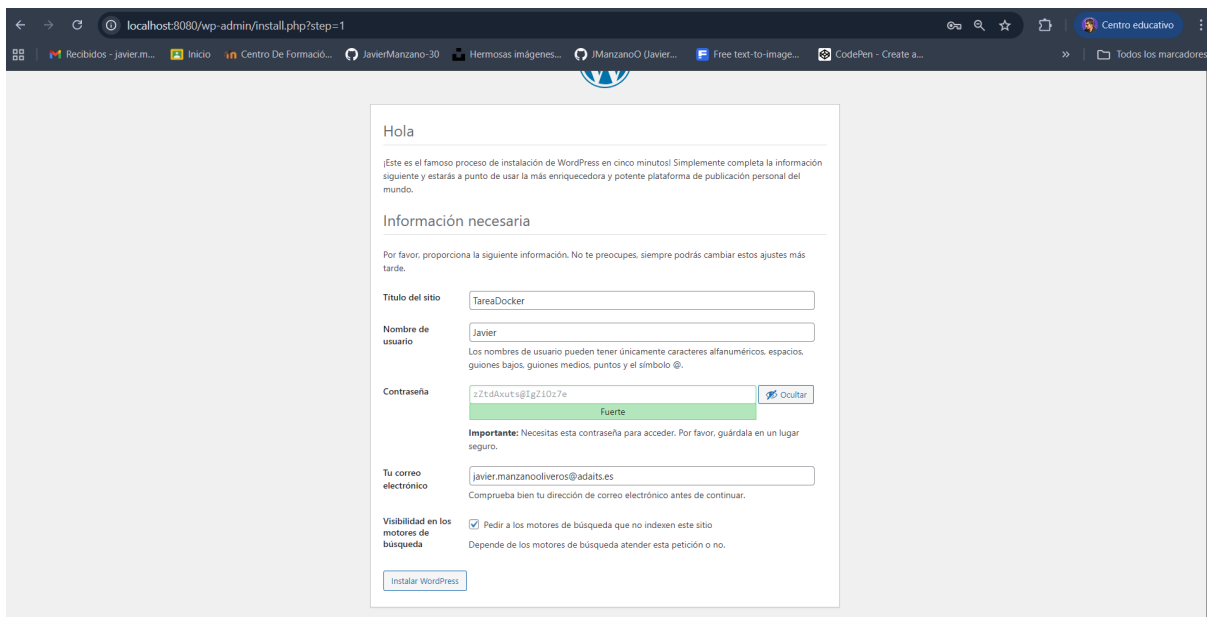 localhost:8080/wp-admin/install.php?step=1
Centro educativo
Recibidos - javier.m...
Inicio
Centro De Formació...
JavierManzano-30
Hermosas imágenes...
JManzanoO (Javier...
Free text-to-image...
CodePen - Create a...
»
Todos los marcadores
Hola
¡Este es el famoso proceso de instalación de WordPress en cinco minutos! Simplemente completa la información
siguiente y estarás a punto de usar la más enriquecedora y potente plataforma de publicación personal del
mundo.
Información necesaria
Por favor, proporciona la siguiente información. No te preocupes, siempre podrás cambiar estos ajustes más
tarde.
Título del sitio
TareaDocker
Nombre de
usuario
Javier
Los nombres de usuario pueden tener únicamente caracteres alfanuméricos, espacios,
guiones bajos, guiones medios, puntos y el símbolo @.
Contraseña
zZtdAxuts@IgZiOz7e
Ocultar
Fuerte
Importante: Necesitas esta contraseña para acceder. Por favor, guárdala en un lugar
seguro.
Tu correo
electrónico
javier.manzanooliveros@adaits.es
Comprueba bien tu dirección de correo electrónico antes de continuar.
Visibilidad en los
motores de
búsqueda
Pedir a los motores de búsqueda que no indexen este sitio
Depende de los motores de búsqueda atender esta petición o no.
Instalar WordPress